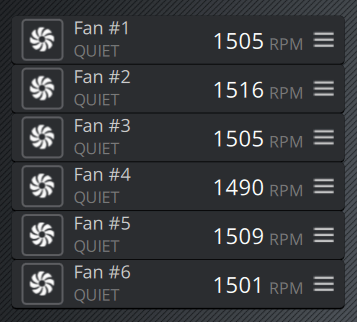 Fan #1
QUIET
1505 RPM
Fan #2
QUIET
1516 RPM
Fan #3
QUIET
1505 RPM
Fan #4
QUIET
1490 RPM
Fan #5
QUIET
1509 RPM
Fan #6
QUIET
1501 RPM